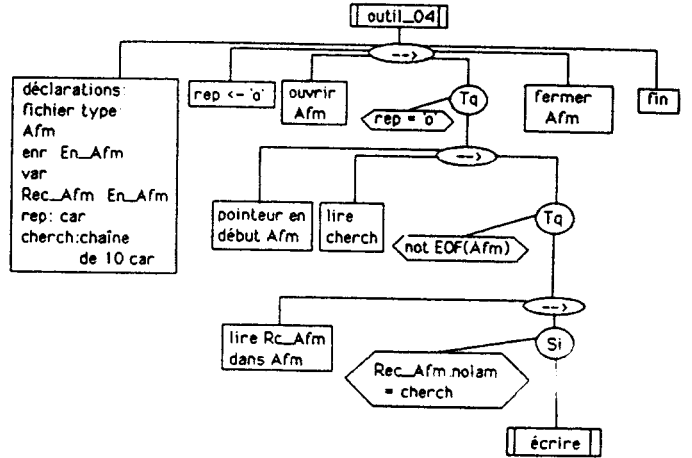 outil_04
-->
déclarations:
fichier type:
Afm
enr En_Afm
var
Rec_Afm En_Afm
rep: car
cherch:chaîne
de 10 car
rep <- 'o'
ouvrir
Afm
Tq
rep = 'o'
fermer
Afm
fin
-->
pointeur en
début Afm
lire
cherch
Tq
not EOF(Afm)
-->
lire Rc_Afm
dans Afm
Si
Rec_Afm.nolam
= cherch
écrire